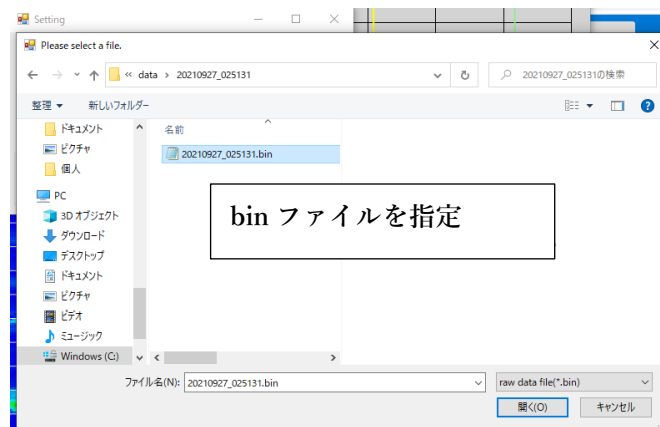 Setting
Please select a file.
« data › 20210927_025131
20210927_025131の検索
整理
新しいフォルダー
ドキュメント
ピクチャ
個人
PC
3D オブジェクト
ダウンロード
デスクトップ
ドキュメント
ピクチャ
ビデオ
ミュージック
Windows (C:)
名前
20210927_025131.bin
bin ファイルを指定
ファイル名(N): 20210927_025131.bin
raw data file(*.bin)
開く(O)
キャンセル